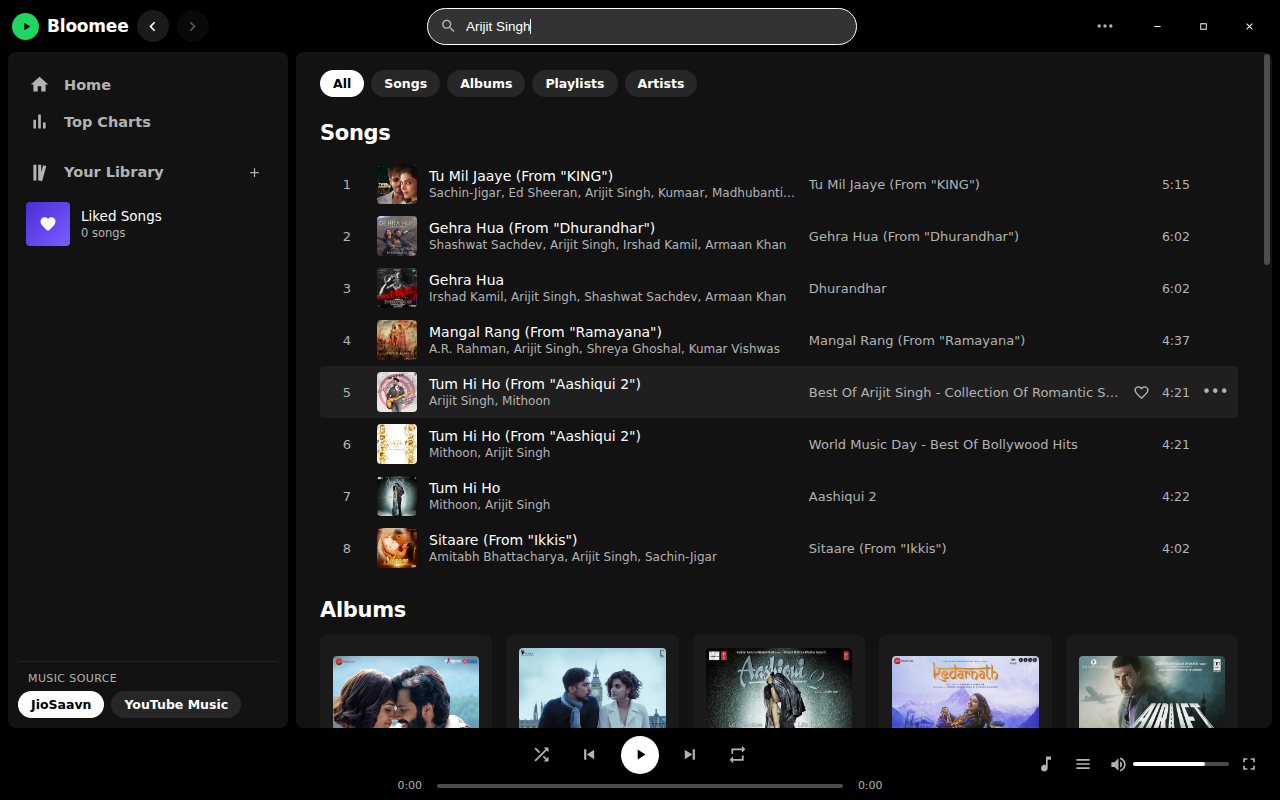 Bloomee
Arijit Singh
Home
Top Charts
Your Library
Liked Songs
0 songs
MUSIC SOURCE
JioSaavn
YouTube Music
All
Songs
Albums
Playlists
Artists
Songs
1
Tu Mil Jaaye (From "KING")
Sachin-Jigar, Ed Sheeran, Arijit Singh, Kumaar, Madhubanti...
Tu Mil Jaaye (From "KING")
5:15
2
Gehra Hua (From "Dhurandhar")
Shashwat Sachdev, Arijit Singh, Irshad Kamil, Armaan Khan
Gehra Hua (From "Dhurandhar")
6:02
3
Gehra Hua
Irshad Kamil, Arijit Singh, Shashwat Sachdev, Armaan Khan
Dhurandhar
6:02
4
Mangal Rang (From "Ramayana")
A.R. Rahman, Arijit Singh, Shreya Ghoshal, Kumar Vishwas
Mangal Rang (From "Ramayana")
4:37
5
Tum Hi Ho (From "Aashiqui 2")
Arijit Singh, Mithoon
Best Of Arijit Singh - Collection Of Romantic S...
4:21
6
Tum Hi Ho (From "Aashiqui 2")
Mithoon, Arijit Singh
World Music Day - Best Of Bollywood Hits
4:21
7
Tum Hi Ho
Mithoon, Arijit Singh
Aashiqui 2
4:22
8
Sitaare (From "Ikkis")
Amitabh Bhattacharya, Arijit Singh, Sachin-Jigar
Sitaare (From "Ikkis")
4:02
Albums
Aashiqui
kedarnath
AIRLIFT
0:00
0:00